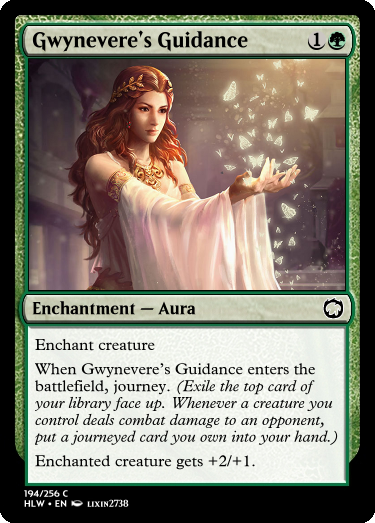 Gwynevere's Guidance 1
Enchantment — Aura
Enchant creature
When Gwynevere's Guidance enters the
battlefield, journey. (Exile the top card of
your library face up. Whenever a creature you
control deals combat damage to an opponent,
put a journeyed card you own into your hand.)
Enchanted creature gets +2/+1.
194/256 C
HLW • EN LIXIN2738